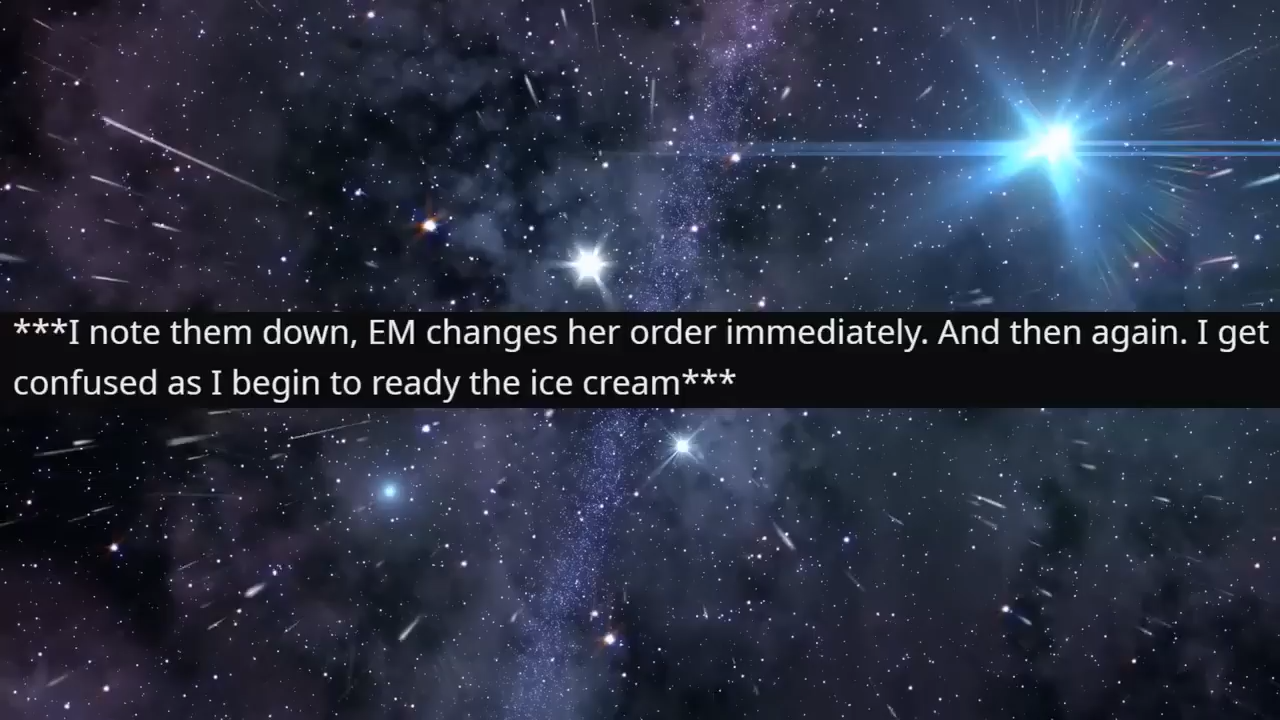 ***I note them down, EM changes her order immediately. And then again. I get
confused as I begin to ready the ice cream***